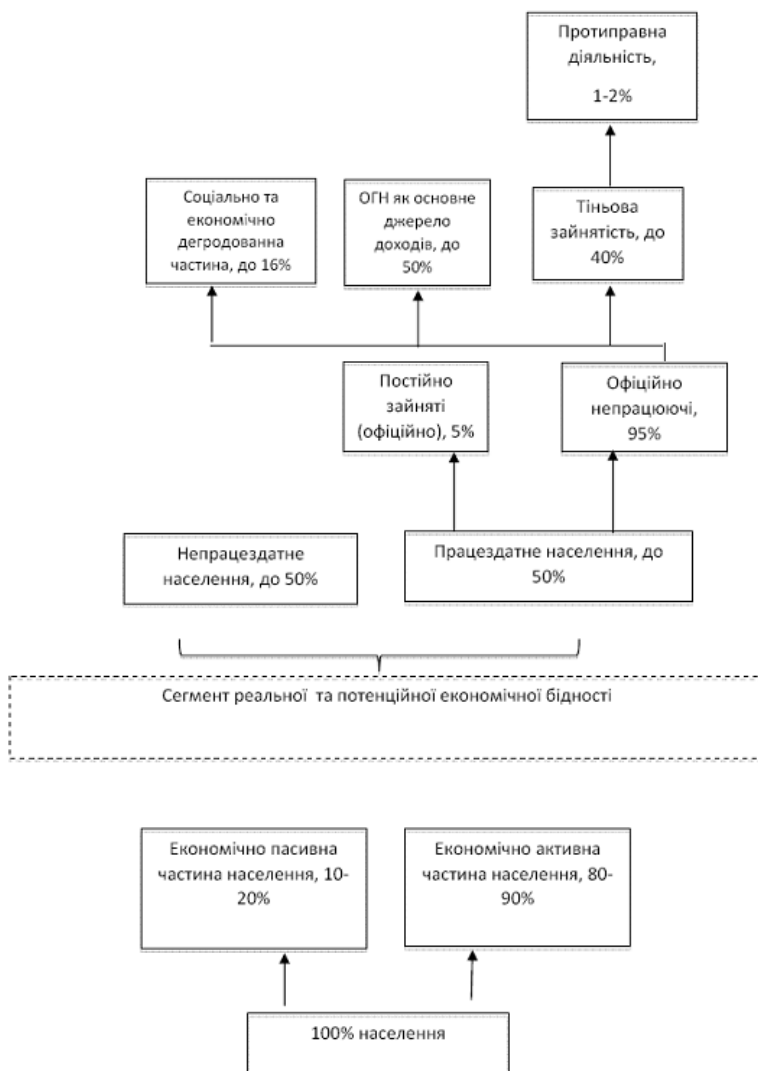 Протиправна
діяльність,
1-2%
Соціально та
економічно
дегродованна
частина, до 16%
ОГН як основне
джерело
доходів, до
50%
Тіньова
зайнятість, до
40%
Постійно
зайняті
(офіційно), 5%
Офіційно
непрацюючі,
95%
Непрацездатне
населення, до 50%
Працездатне населення, до
50%
Сегмент реальної та потенційної економічної бідності
Економічно пасивна
частина населення, 10-
20%
Економічно активна
частина населення, 80-
90%
100% населення